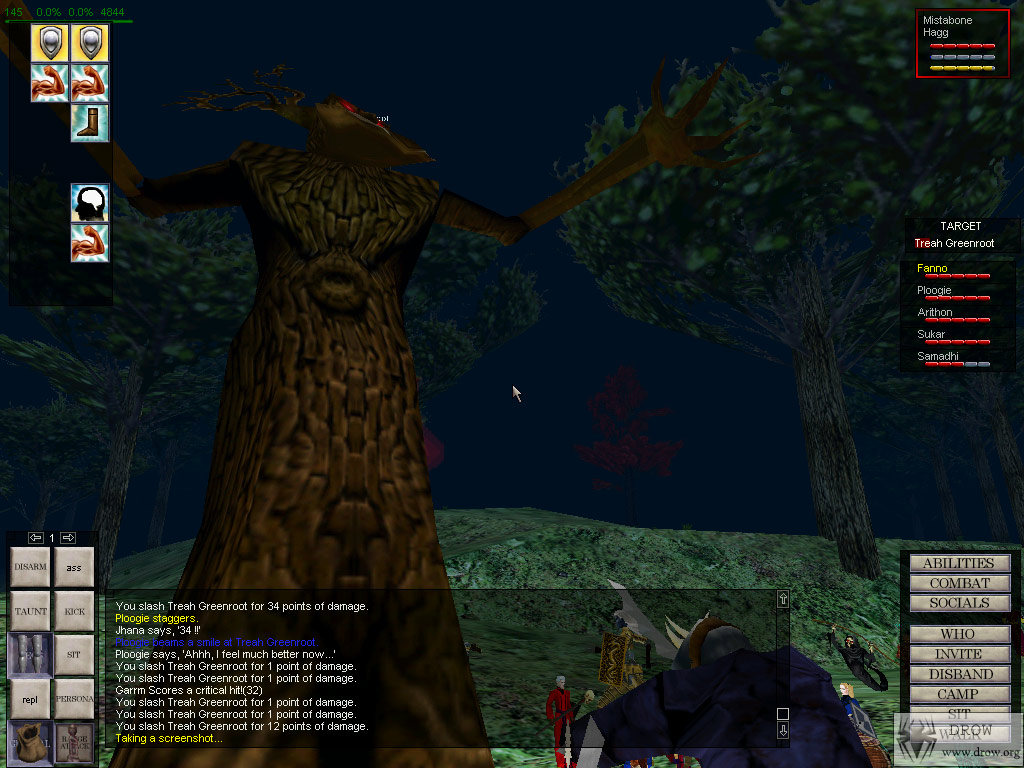 145 0.0% 0.0% 4844
Mistabone
Hagg
TARGET
Treah Greenroot
Fanno
Ploogie
Arithon
Sukar
Samadhi
1
DISARM
ass
TAUNT
KICK
SIT
repl
PERSONA
You slash Treah Greenroot for 34 points of damage.
Ploogie staggers.
Jhana says, '34 !!'
Ploogie beams a smile at Treah Greenroot.
Ploogie says, 'Ahhh, I feel much better now...'
You slash Treah Greenroot for 1 point of damage.
You slash Treah Greenroot for 1 point of damage.
Garrm Scores a critical hit!(32)
You slash Treah Greenroot for 1 point of damage.
You slash Treah Greenroot for 1 point of damage.
You slash Treah Greenroot for 12 points of damage.
Taking a screenshot...
ABILITIES
COMBAT
SOCIALS
WHO
INVITE
DISBAND
CAMP
SIT
WALK
DROW
www.drow.org